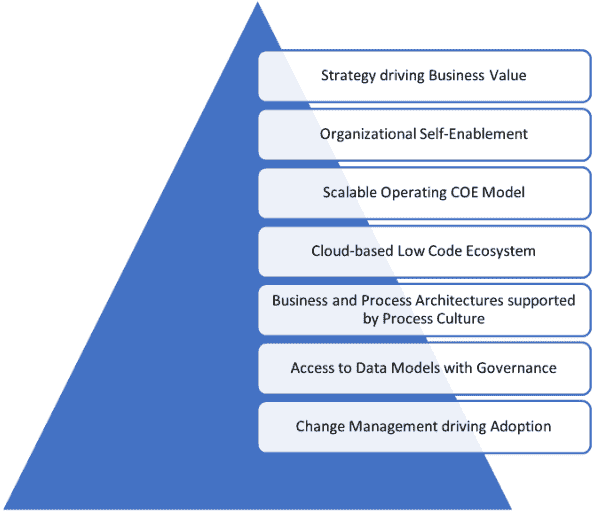 Strategy driving Business Value
Organizational Self-Enablement
Scalable Operating COE Model
Cloud-based Low Code Ecosystem
Business and Process Architectures supported
by Process Culture
Access to Data Models with Governance
Change Management driving Adoption